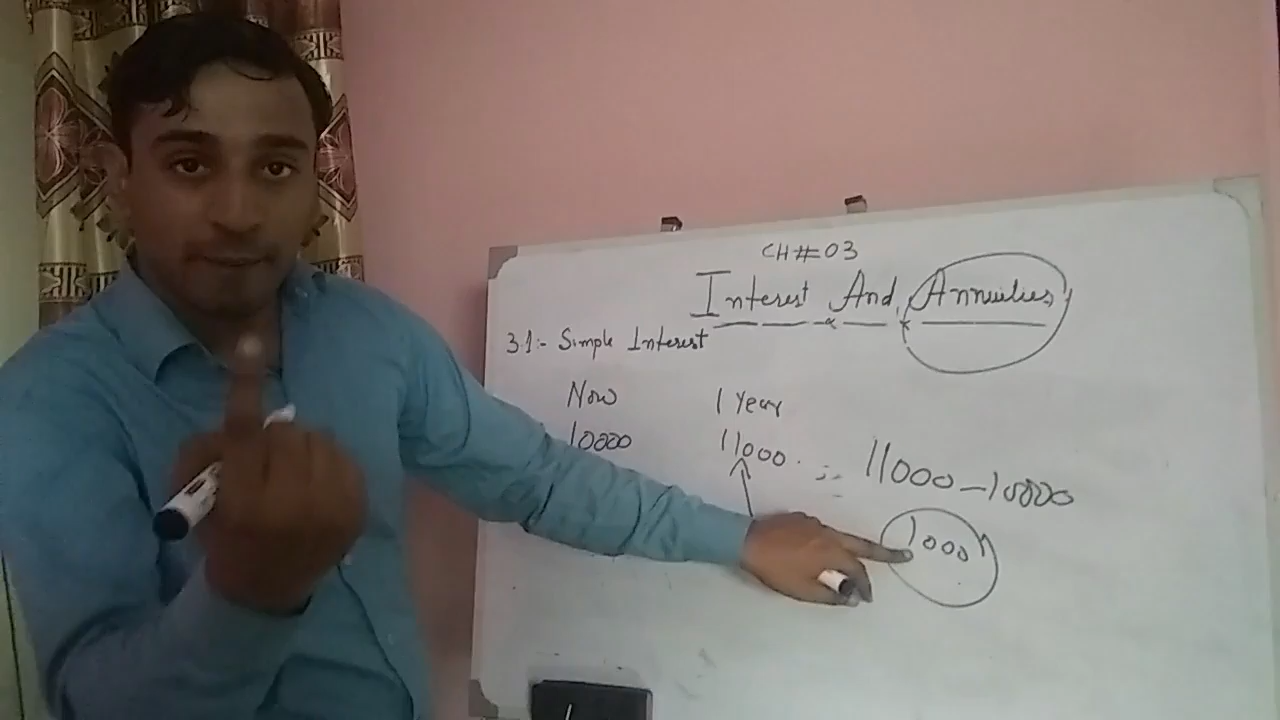 CH#03
Interest And Annuities
3.1:- Simple Interest
Now 1 Year
10000 11000 11000-10000
1000